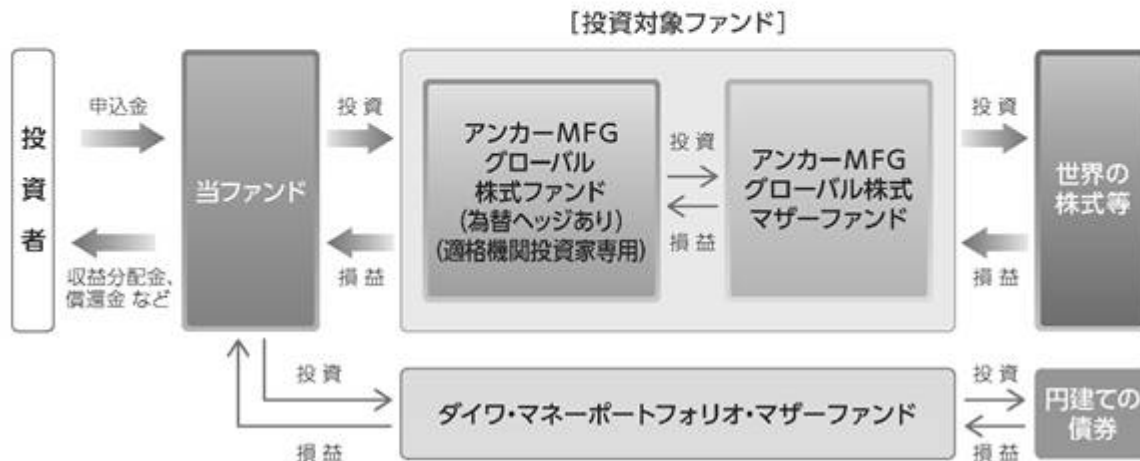 [投資対象ファンド]
投資者
申込金
収益分配金、
償還金 など
当ファンド
投資
損益
アンカーMFG
グローバル
株式ファンド
(為替ヘッジあり)
(適格機関投資家専用)
投資
損益
アンカーMFG
グローバル株式
マザーファンド
投資
損益
世界の
株式等
投資
損益
ダイワ・マネーポートフォリオ・マザーファンド
投資
損益
円建ての
債券